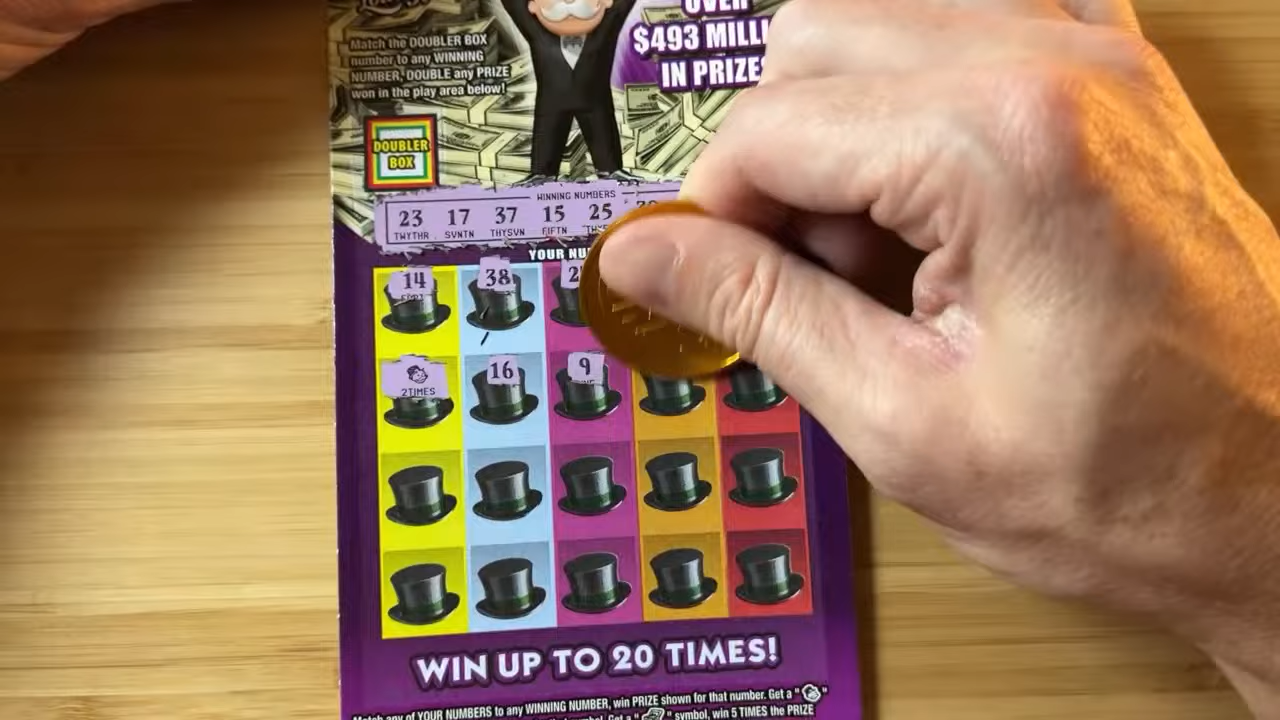 OVER
$493 MILLI
IN PRIZES
Match the DOUBLER BOX
number to any WINNING
NUMBER, DOUBLE any PRIZE
won in the play area below!
DOUBLER
BOX
WINNING NUMBERS
23 17 37 15 25
TWYTHR SVNTN THYSVN FIFTN
YOUR NU
14 38 2
2TIMES
16 9
WIN UP TO 20 TIMES!
Match any of YOUR NUMBERS to any WINNING NUMBER, win PRIZE shown for that number. Get a " "
symbol, win 5 TIMES the PRIZE